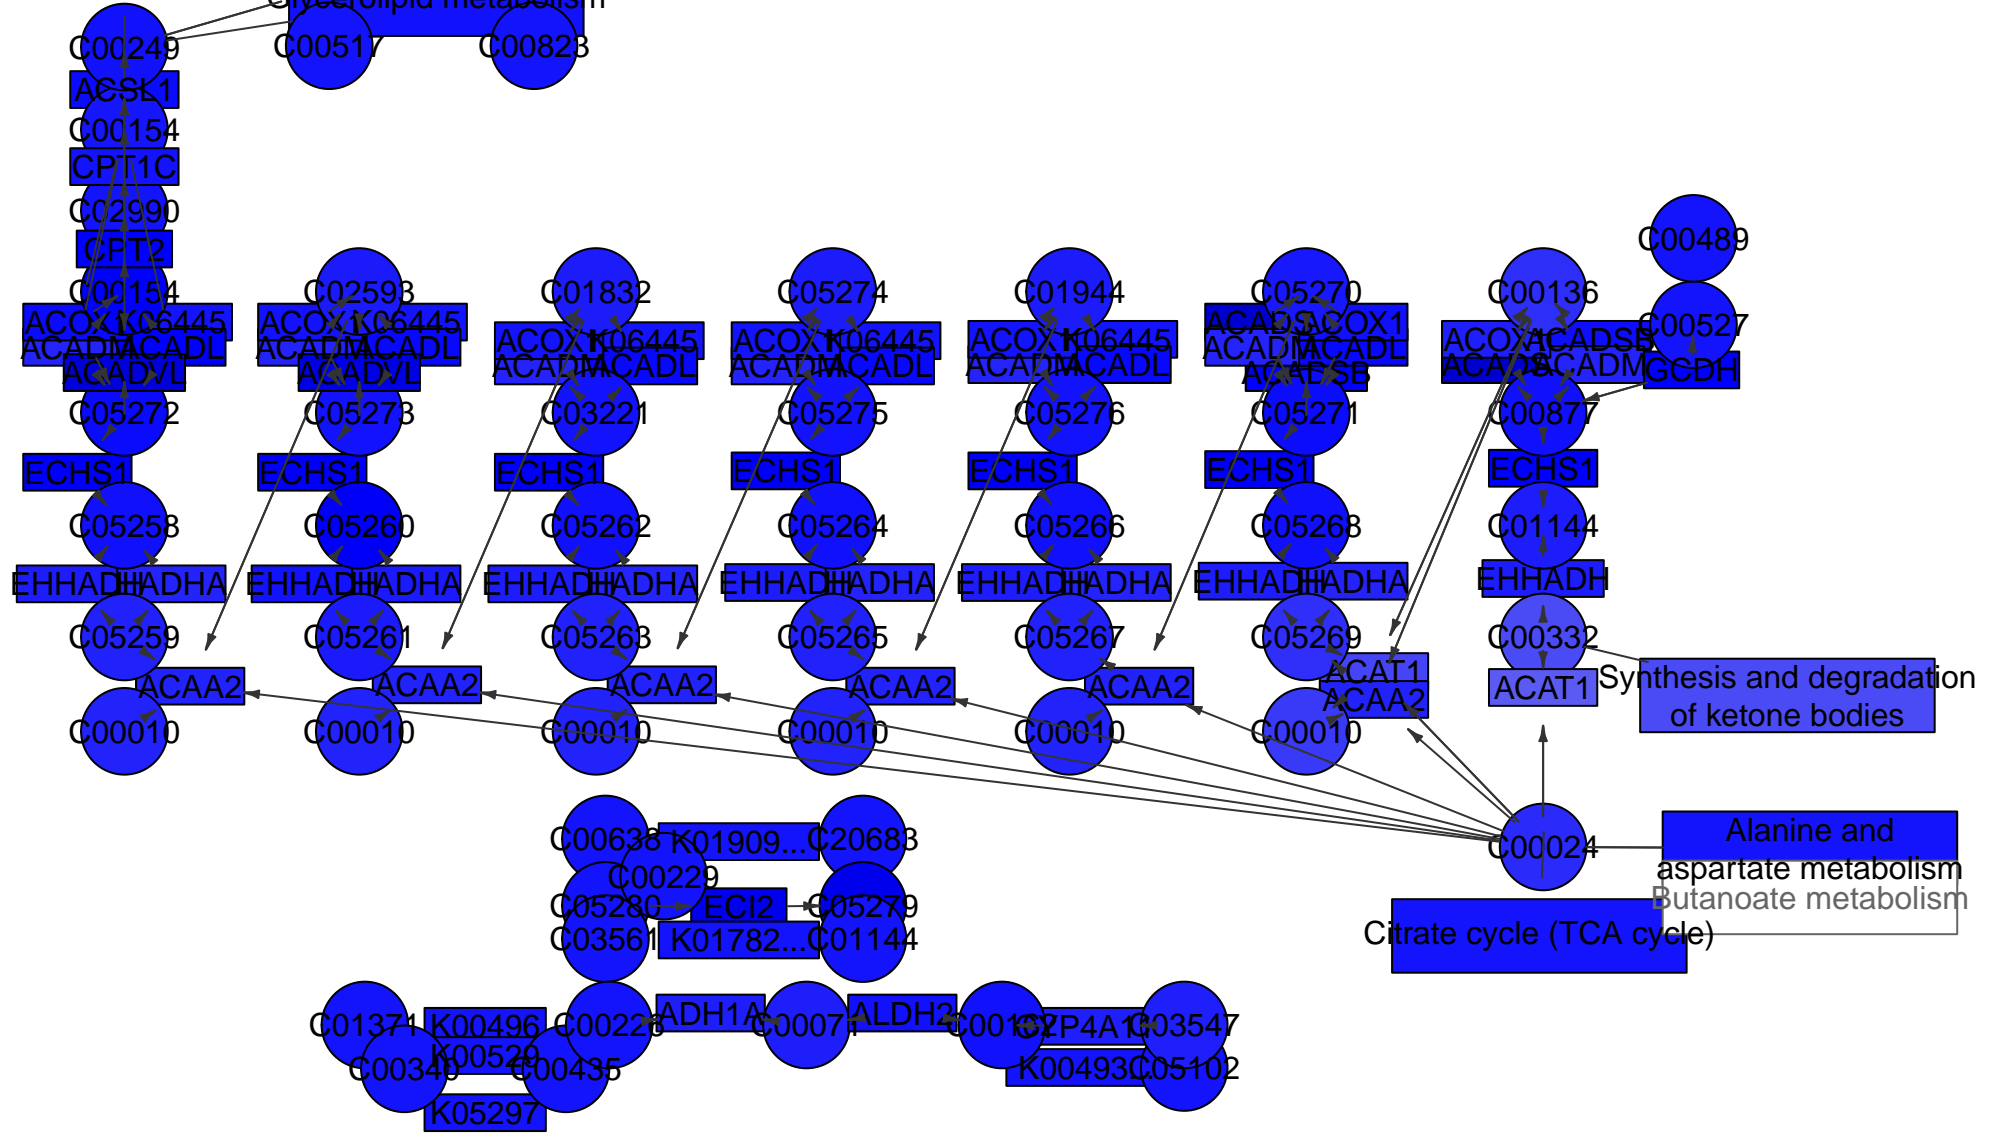 Glycerolipid metabolism
C00249
C00517
C00823
ACSL1
C00154
CPT1C
C02990
CPT2
C00489
C00154
C02593
C01832
C05274
C01944
C05270
C00136
C00527
ACOX1
K06445
ACOX1
K06445
ACOX1
K06445
ACOX1
K06445
ACOX1
K06445
ACADS
ACOX1
ACOX1
ACADSB
ACADM
ACADL
ACADM
ACADL
ACADM
ACADL
ACADM
ACADL
ACADM
ACADL
ACADM
ACADL
ACADS
ACADM
GCDH
ACADVL
ACADVL
ACADSB
C05272
C05273
C03221
C05275
C05276
C05271
C00877
ECHS1
ECHS1
ECHS1
ECHS1
ECHS1
ECHS1
ECHS1
C05258
C05260
C05262
C05264
C05266
C05268
C01144
EHHADH
HADHA
EHHADH
HADHA
EHHADH
HADHA
EHHADH
HADHA
EHHADH
HADHA
EHHADH
HADHA
EHHADH
C05259
C05261
C05263
C05265
C05267
C05269
C00332
ACAA2
ACAA2
ACAA2
ACAA2
ACAA2
ACAT1
ACAA2
ACAT1
Synthesis and degradation
of ketone bodies
C00010
C00010
C00010
C00010
C00010
C00010
C00638
K01909...
C20683
C00024
Alanine and
aspartate metabolism
Butanoate metabolism
C00229
C05280
ECI2
C05279
C03561
K01782...
C01144
Citrate cycle (TCA cycle)
C01371
K00496
C00226
ADH1A
C00071
ALDH2
C00162
CYP4A11
C03547
K00529
C00340
C00435
K00493...
C05102
K05297